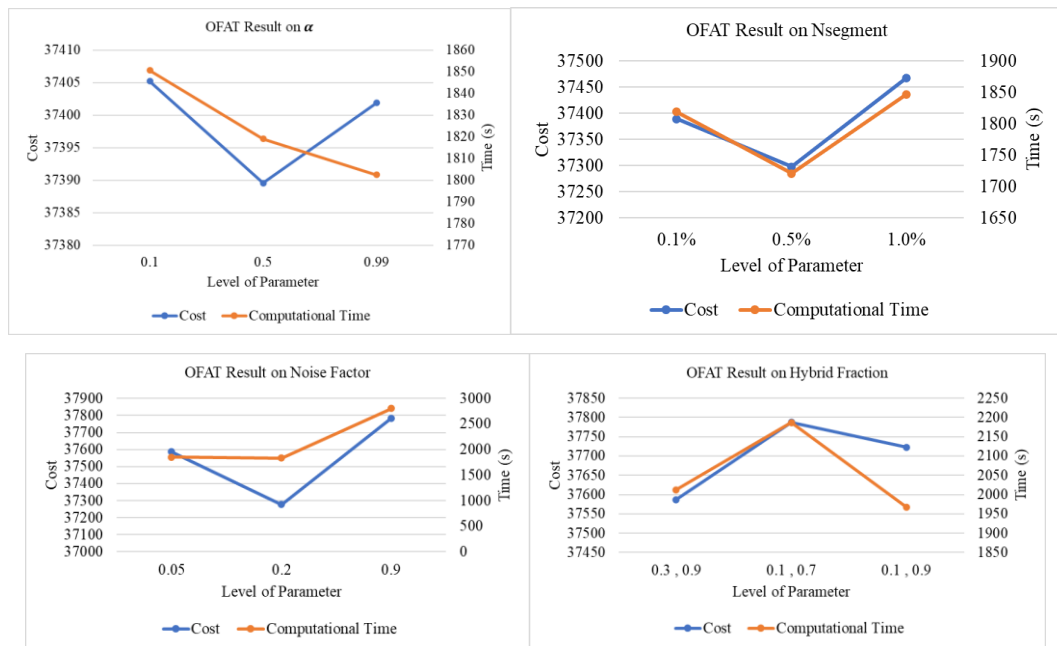 OFAT Result on α
37410
37405
37400
37395
37390
37385
37380
Cost
1860
1850
1840
1830
1820
1810
1800
1790
1780
1770
Time (s)
0.1 0.5 0.99
Level of Parameter
Cost Computational Time
OFAT Result on Nsegment
37500
37450
37400
37350
37300
37250
37200
Cost
1900
1850
1800
1750
1700
1650
Time (s)
0.1% 0.5% 1.0%
Level of Parameter
Cost Computational Time
OFAT Result on Noise Factor
37900
37800
37700
37600
37500
37400
37300
37200
37100
37000
Cost
3000
2500
2000
1500
1000
500
0
Time (s)
0.05 0.2 0.9
Level of Parameter
Cost Computational Time
OFAT Result on Hybrid Fraction
37850
37800
37750
37700
37650
37600
37550
37500
37450
Cost
2250
2200
2150
2100
2050
2000
1950
1900
1850
Time (s)
0.3 , 0.9 0.1 , 0.7 0.1 , 0.9
Level of Parameter
Cost Computational Time